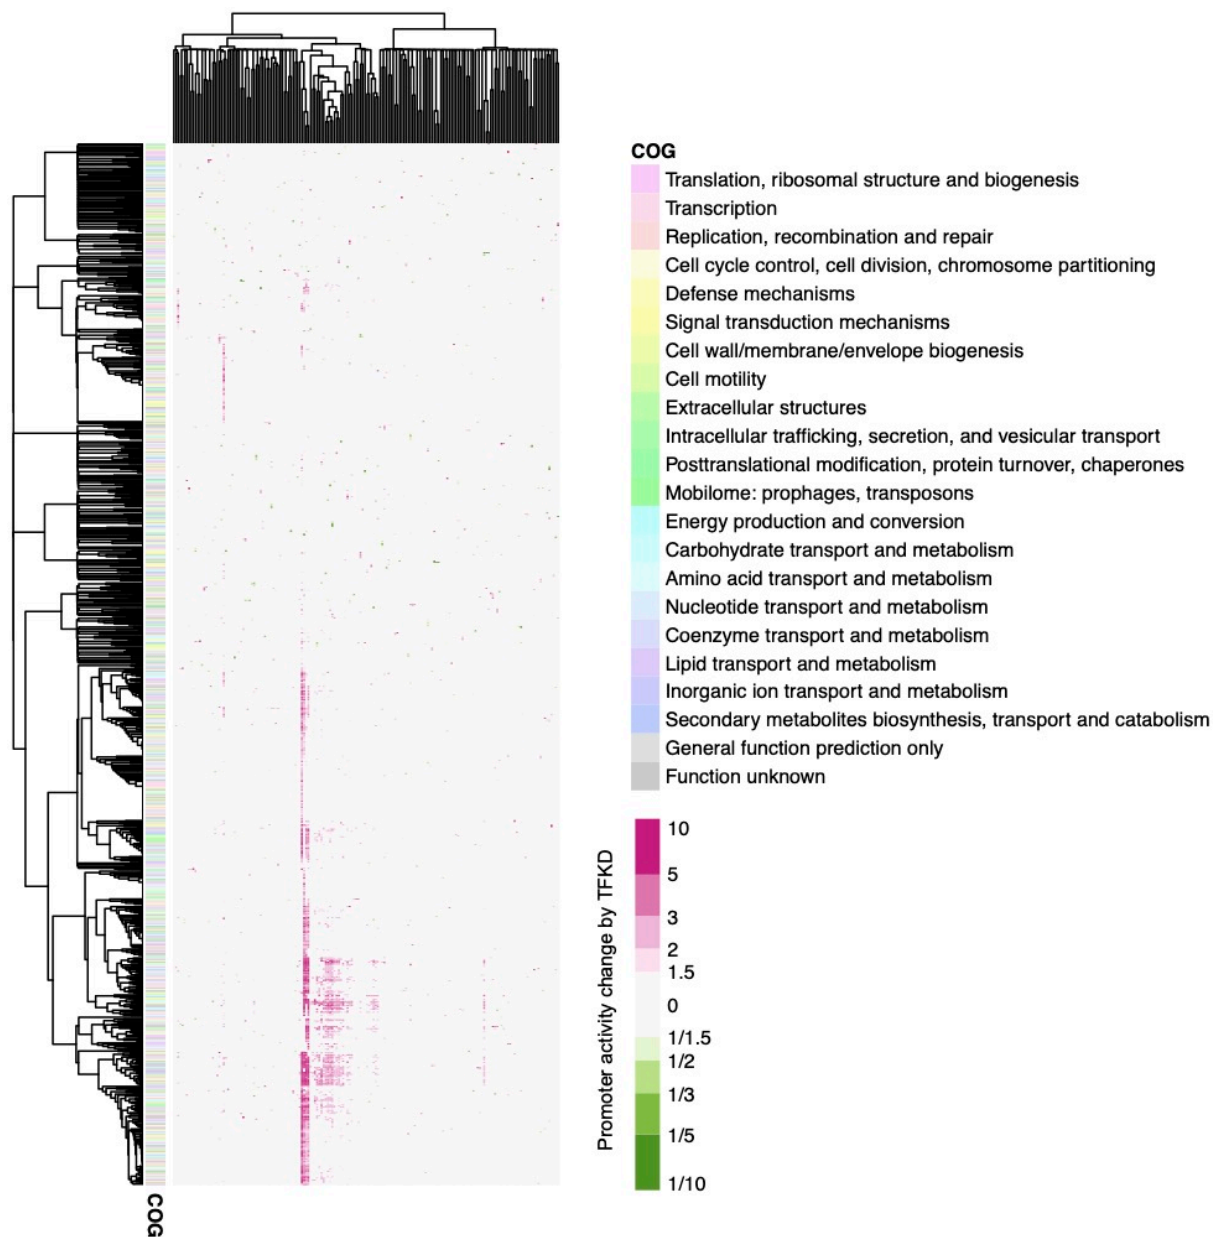 COG
Translation, ribosomal structure and biogenesis
Transcription
Replication, recombination and repair
Cell cycle control, cell division, chromosome partitioning
Defense mechanisms
Signal transduction mechanisms
Cell wall/membrane/envelope biogenesis
Cell motility
Extracellular structures
Intracellular trafficking, secretion, and vesicular transport
Posttranslational modification, protein turnover, chaperones
Mobilome: prophages, transposons
Energy production and conversion
Carbohydrate transport and metabolism
Amino acid transport and metabolism
Nucleotide transport and metabolism
Coenzyme transport and metabolism
Lipid transport and metabolism
Inorganic ion transport and metabolism
Secondary metabolites biosynthesis, transport and catabolism
General function prediction only
Function unknown
Promoter activity change by TFKD
10
5
3
2
1.5
0
1/1.5
1/2
1/3
1/5
1/10
COG